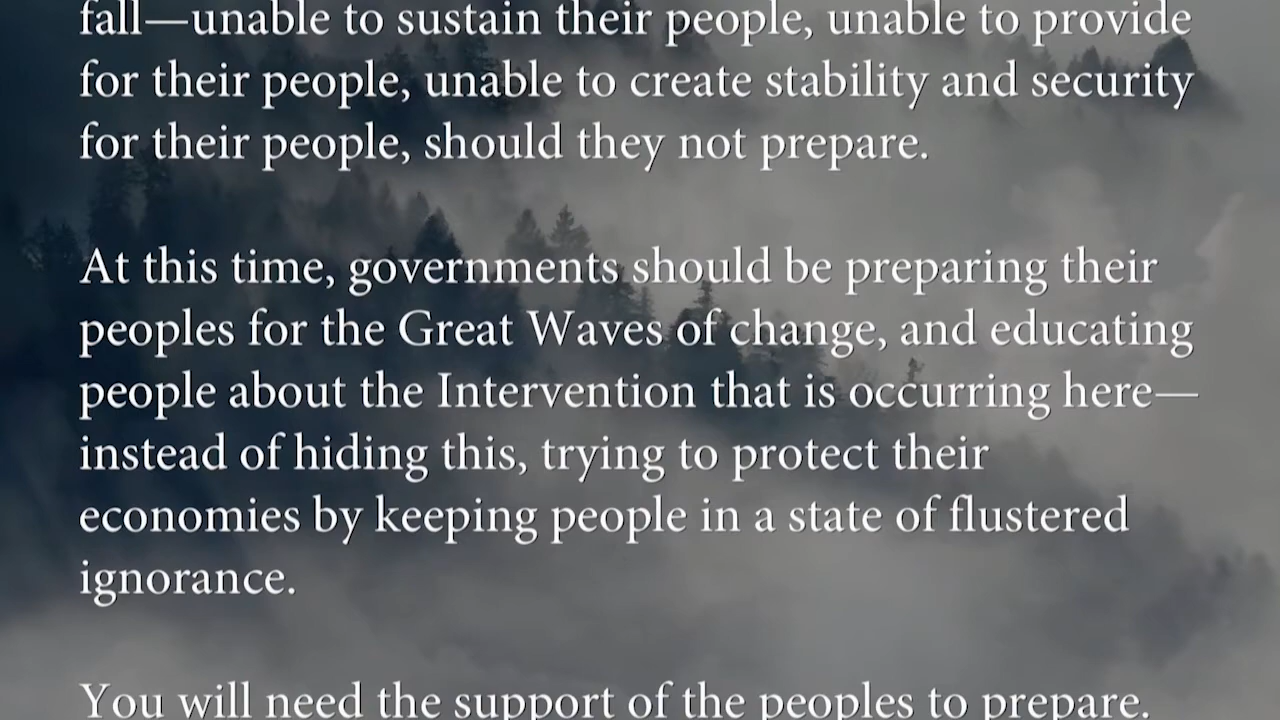 fall—unable to sustain their people, unable to provide
for their people, unable to create stability and security
for their people, should they not prepare.
At this time, governments should be preparing their
peoples for the Great Waves of change, and educating
people about the Intervention that is occurring here—
instead of hiding this, trying to protect their
economies by keeping people in a state of flustered
ignorance.
You will need the support of the peoples to prepare.